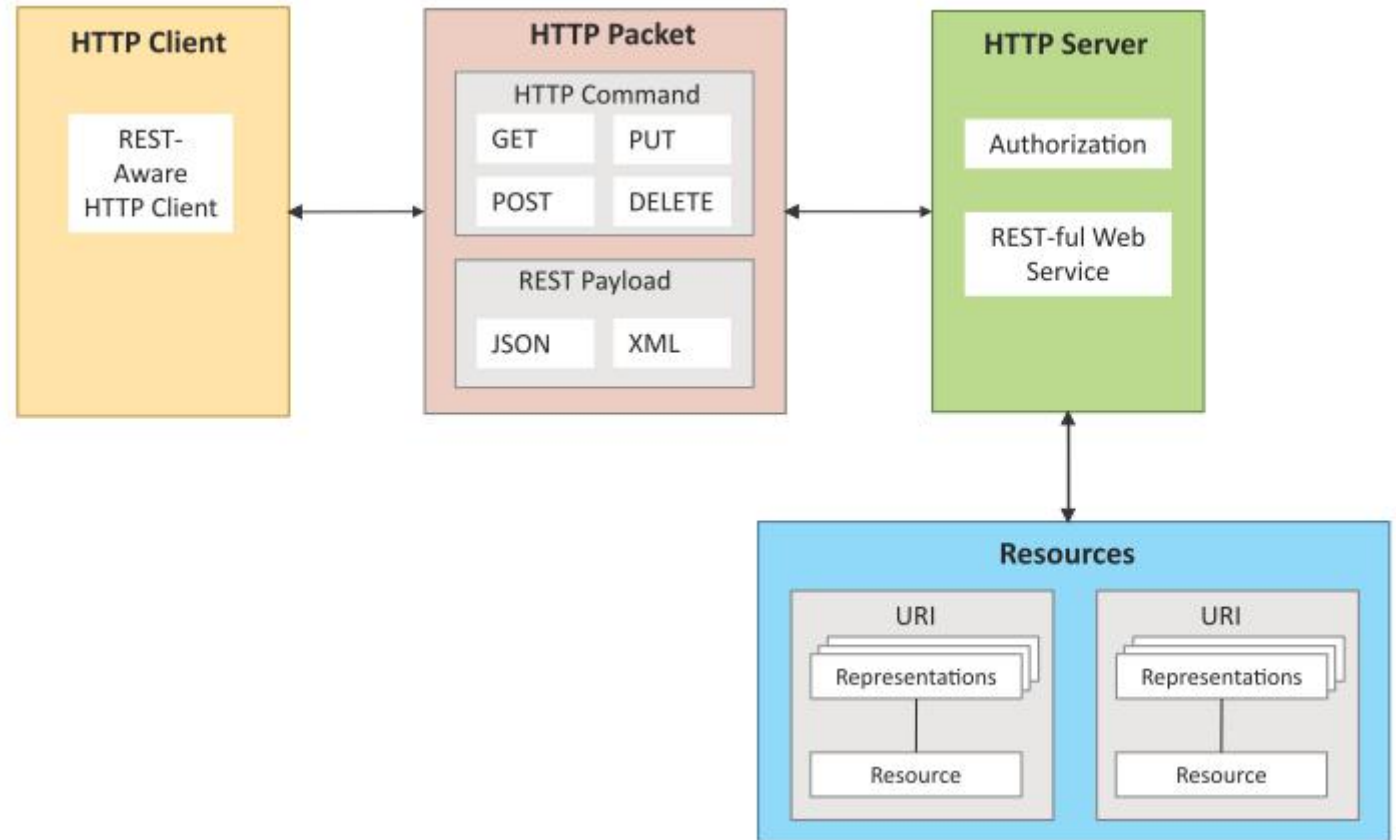 HTTP Client
REST-
Aware
HTTP Client
HTTP Packet
HTTP Command
GET
PUT
POST
DELETE
REST Payload
JSON
XML
HTTP Server
Authorization
REST-ful Web
Service
Resources
URI
Representations
Resource
URI
Representations
Resource